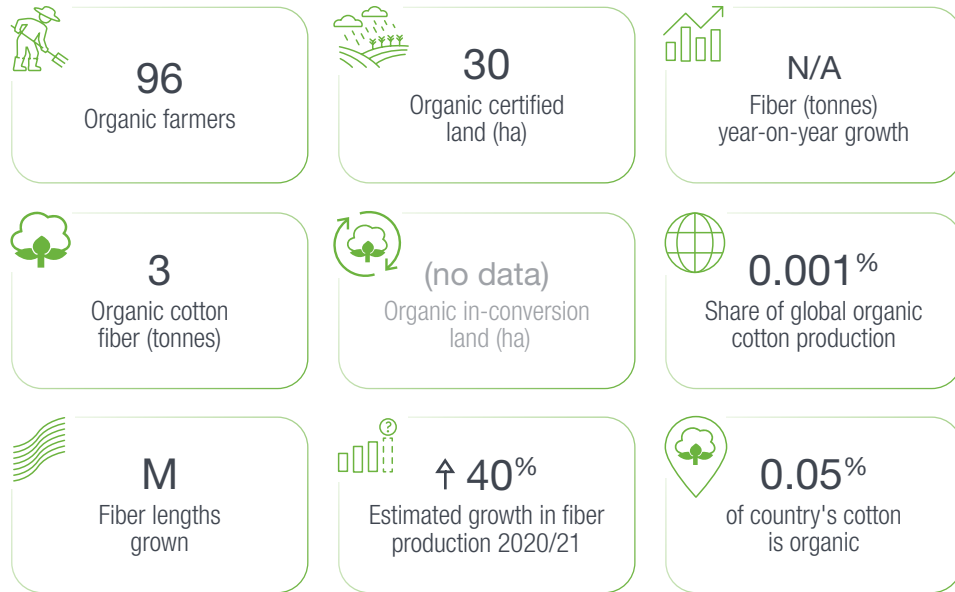 96
Organic farmers
30
Organic certified
land (ha)
N/A
Fiber (tonnes)
year-on-year growth
3
Organic cotton
fiber (tonnes)
(no data)
Organic in-conversion
land (ha)
0.001%
Share of global organic
cotton production
M
Fiber lengths
grown
?
↑ 40%
Estimated growth in fiber
production 2020/21
0.05%
of country's cotton
is organic